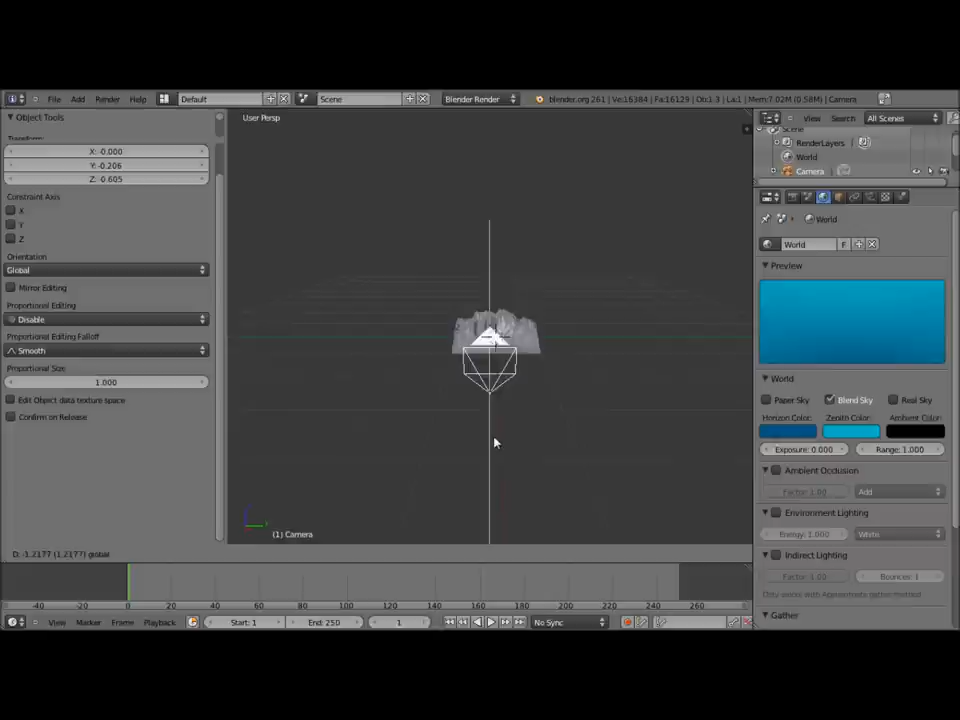 File Add Render Help Default Scene Blender Render blender.org 261 | Ve:16384 | Fa:16129 | Ob:1-3 | La:1 | Mem:7.02M (0.58M) | Camera
Object Tools
User Persp
View Search All Scenes
Scene
RenderLayers
World
Camera
Transform
X: -0.000
Y: -0.206
Z: -0.605
Constraint Axis
X
Y
Z
Orientation
Global
Mirror Editing
Proportional Editing
Disable
Proportional Editing Falloff
Smooth
Proportional Size
1.000
Edit Object data texture space
Confirm on Release
World
World F
Preview
World
Paper Sky Blend Sky Real Sky
Horizon Color: Zenith Color: Ambient Color:
Exposure: 0.000 Range: 1.000
Ambient Occlusion
Factor: 1.00 Add
Environment Lighting
Energy: 1.000 White
Indirect Lighting
Factor: 1.00 Bounces: 1
Only works with Approximate gather method
Gather
(1) Camera
D: -1.2177 (1.2177) global
-40 -20 0 20 40 60 80 100 120 140 160 180 200 220 240 260
View Marker Frame Playback Start: 1 End: 250 1 No Sync